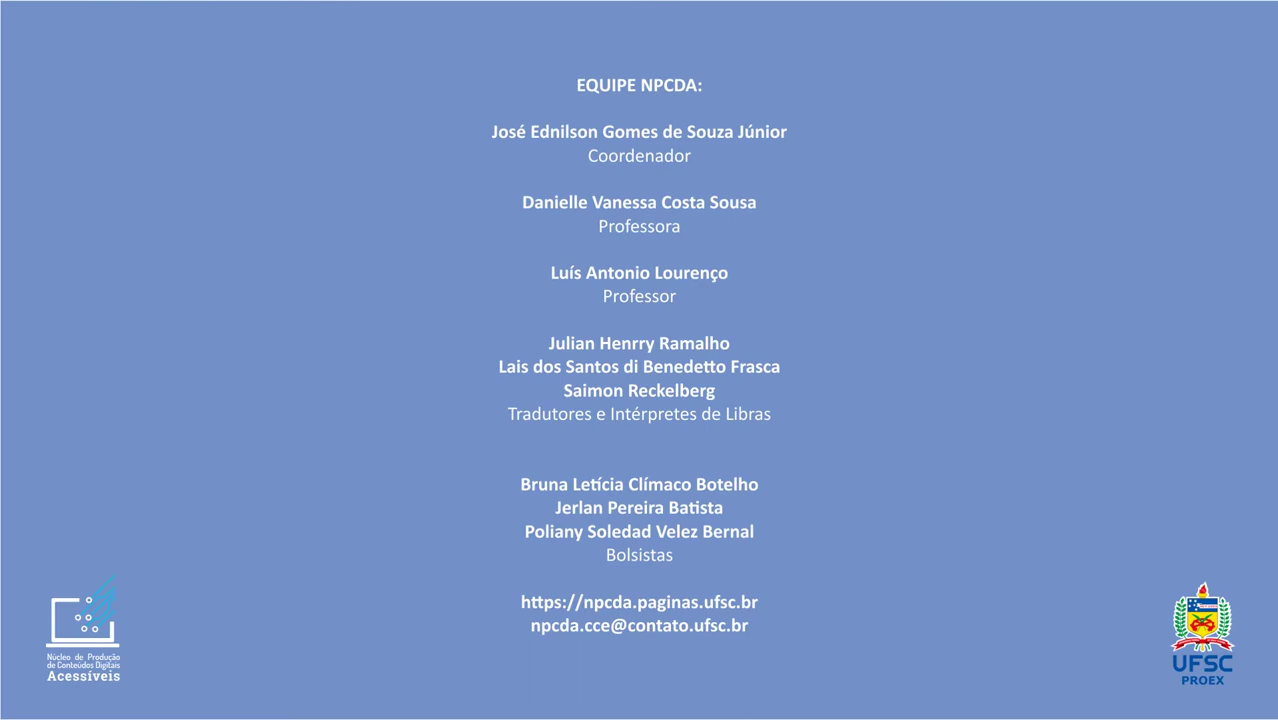 EQUIPE NPCDA:
José Ednilson Gomes de Souza Júnior
Coordenador
Danielle Vanessa Costa Sousa
Professora
Luís Antonio Lourenço
Professor
Julian Henrry Ramalho
Lais dos Santos di Benedetto Frasca
Saimon Reckelberg
Tradutores e Intérpretes de Libras
Bruna Letícia Clímaco Botelho
Jerlan Pereira Batista
Poliany Soledad Velez Bernal
Bolsistas
https://npcda.paginas.ufsc.br
npcda.cce@contato.ufsc.br
Núcleo de Produção
de Conteúdos Digitais
Acessíveis
UFSC
PROEX